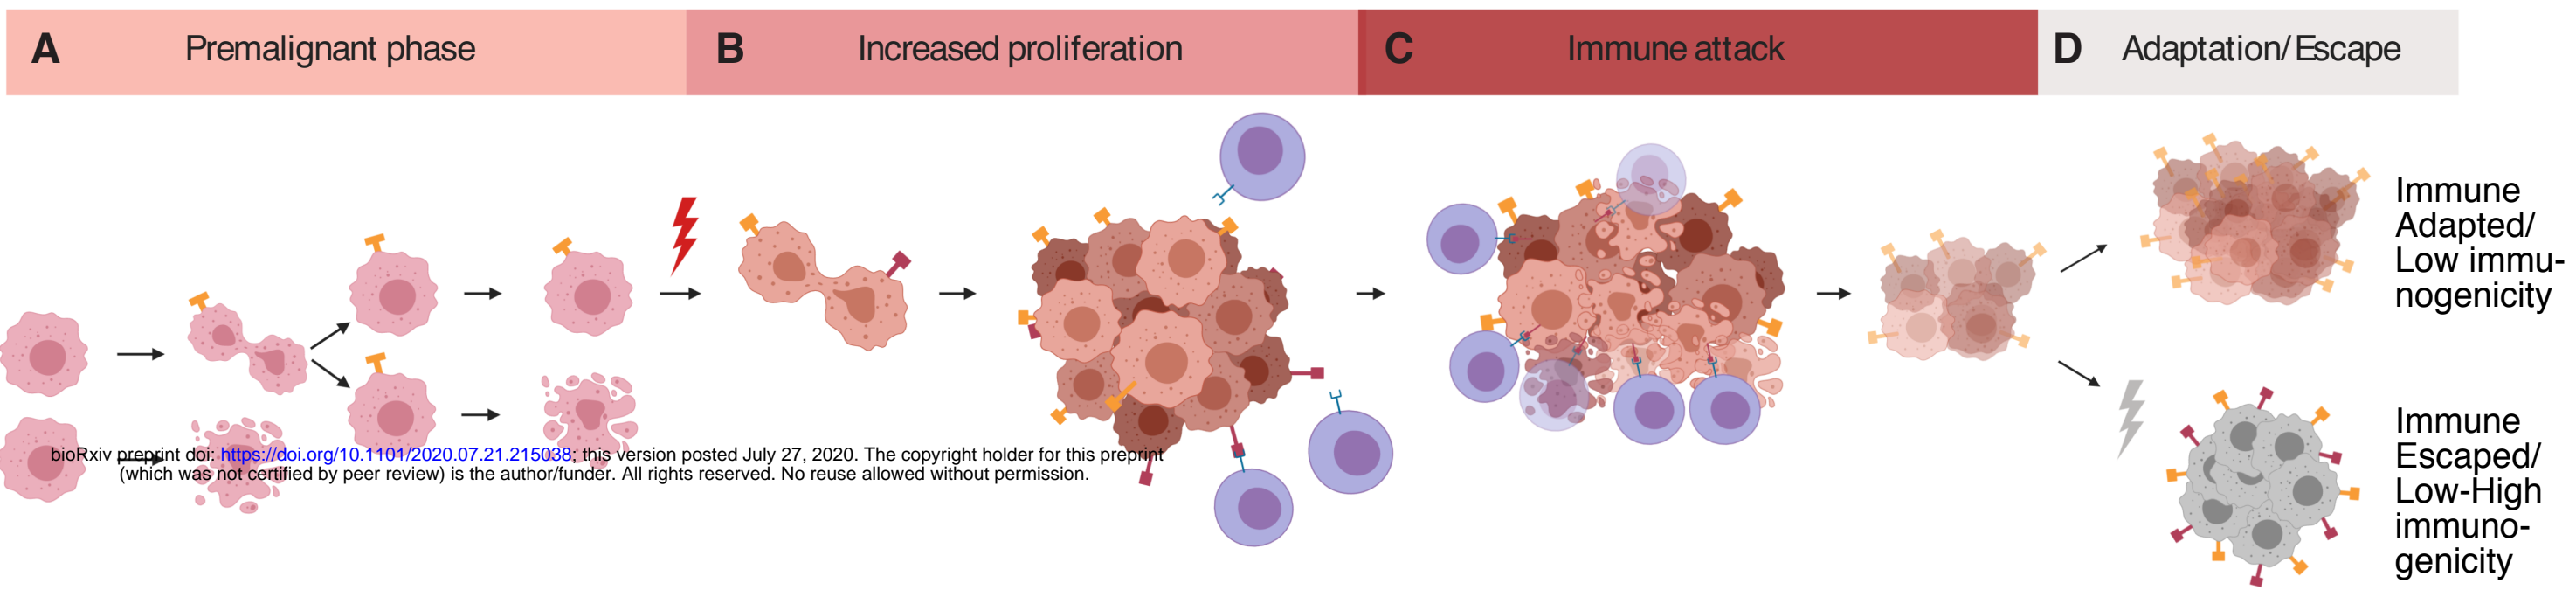 A Premalignant phase
B Increased proliferation
C Immune attack
D Adaptation/Escape
Immune
Adapted/
Low immu-
nogenicity
Immune
Escaped/
Low-High
immuno-
genicity
bioRxiv preprint doi: https://doi.org/10.1101/2020.07.21.215038; this version posted July 27, 2020. The copyright holder for this preprint
(which was not certified by peer review) is the author/funder. All rights reserved. No reuse allowed without permission.